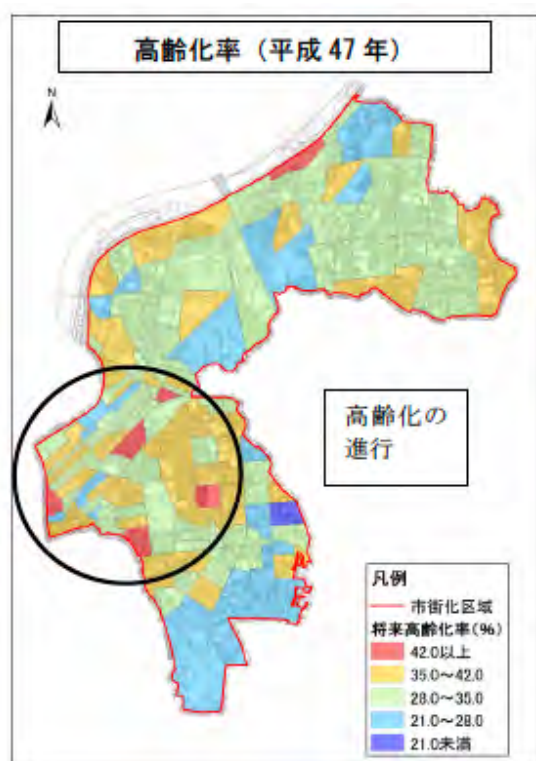 高齢化率（平成 47 年）
N
高齢化の
進行
凡例
市街化区域
将来高齢化率(%)
42.0以上
35.0～42.0
28.0～35.0
21.0～28.0
21.0未満